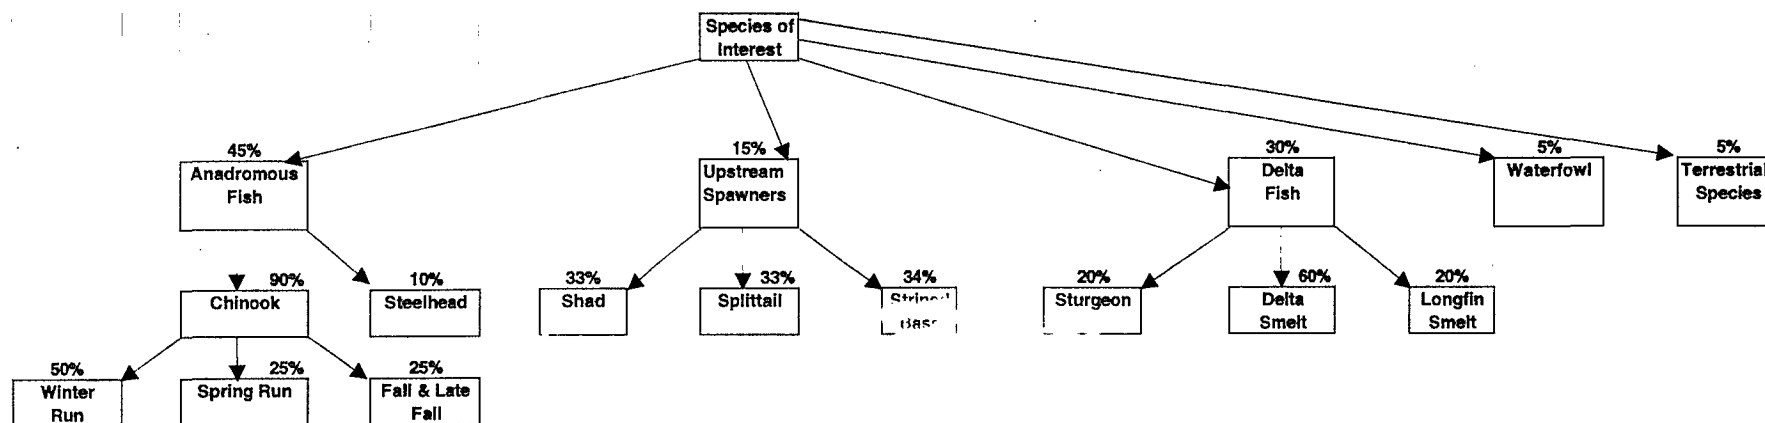 Species of
Interest
45%
Anadromous
Fish
15%
Upstream
Spawners
30%
Delta
Fish
5%
Waterfowl
5%
Terrestrial
Species
90%
Chinook
10%
Steelhead
33%
Shad
33%
Splittail
34%
Striped
Bass
20%
Sturgeon
60%
Delta
Smelt
20%
Longfin
Smelt
50%
Winter
Run
25%
Spring Run
25%
Fall & Late
Fall